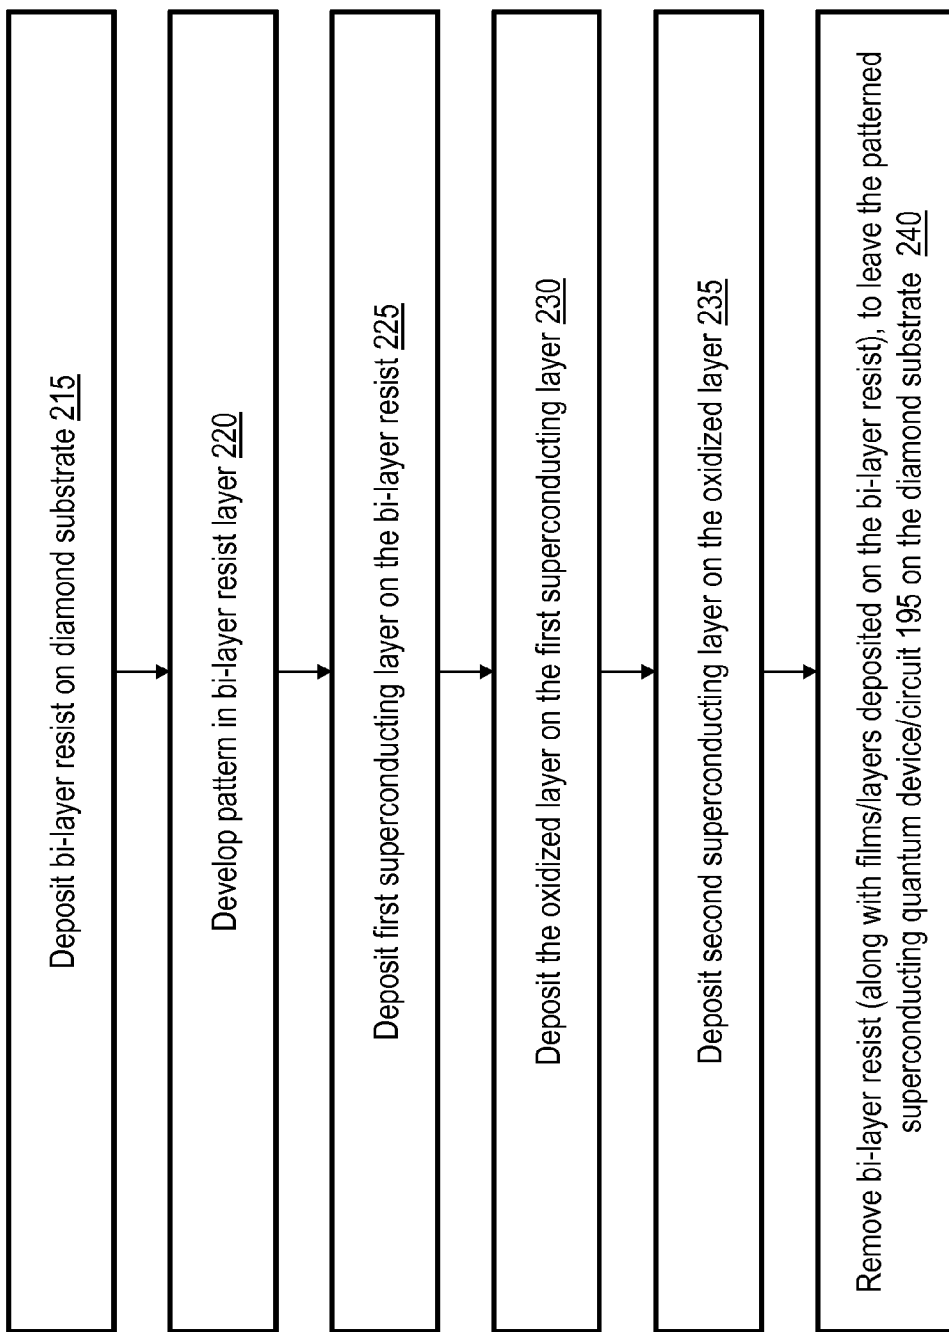 Deposit bi-layer resist on diamond substrate 215
Develop pattern in bi-layer resist layer 220
Deposit first superconducting layer on the bi-layer resist 225
Deposit the oxidized layer on the first superconducting layer 230
Deposit second superconducting layer on the oxidized layer 235
Remove bi-layer resist (along with films/layers deposited on the bi-layer resist), to leave the patterned
superconducting quantum device/circuit 195 on the diamond substrate 240